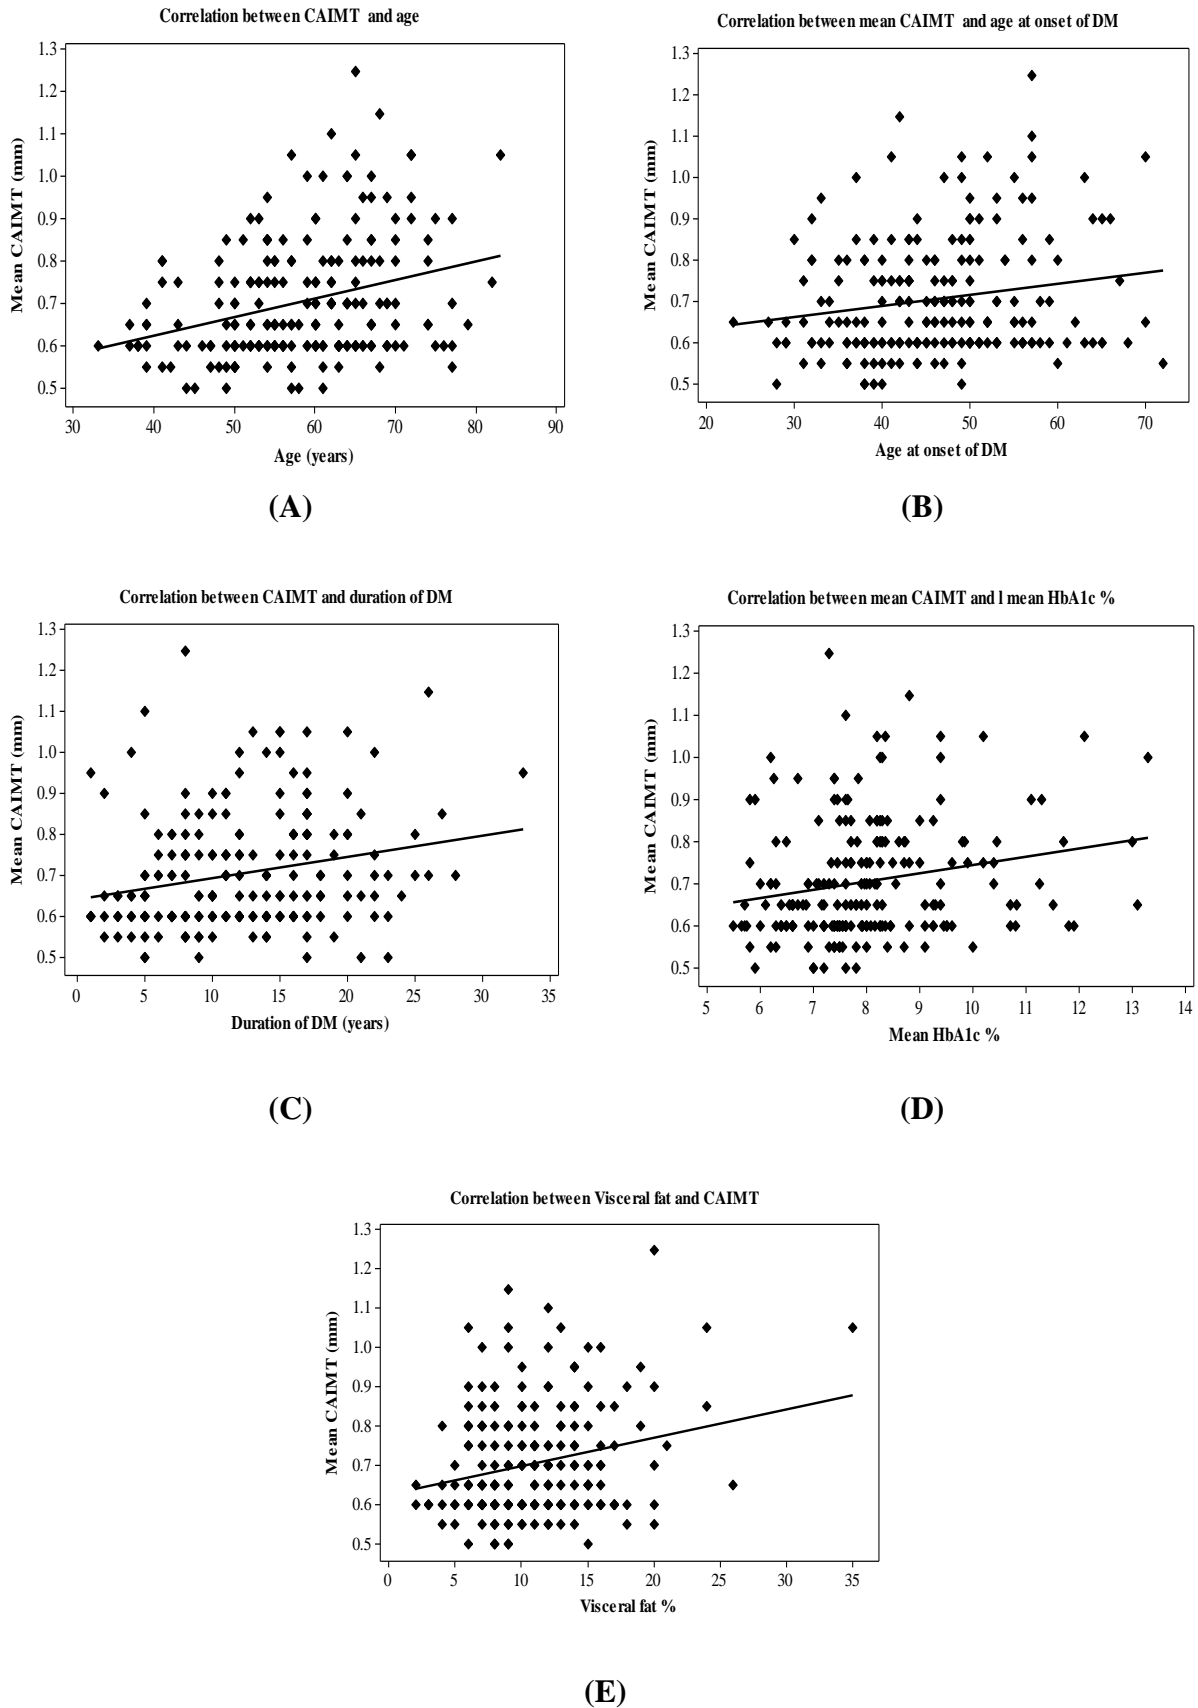 Correlation between CAIMT and age
1.3
1.2
1.1
1.0
0.9
0.8
0.7
0.6
0.5
Mean CAIMT (mm)
30 40 50 60 70 80 90
Age (years)
(A)
Correlation between mean CAIMT and age at onset of DM
1.3
1.2
1.1
1.0
0.9
0.8
0.7
0.6
0.5
Mean CAIMT (mm)
20 30 40 50 60 70
Age at onset of DM
(B)
Correlation between CAIMT and duration of DM
1.3
1.2
1.1
1.0
0.9
0.8
0.7
0.6
0.5
Mean CAIMT (mm)
0 5 10 15 20 25 30 35
Duration of DM (years)
(C)
Correlation between mean CAIMT and l mean HbA1c %
1.3
1.2
1.1
1.0
0.9
0.8
0.7
0.6
0.5
Mean CAIMT (mm)
5 6 7 8 9 10 11 12 13 14
Mean HbA1c %
(D)
Correlation between Visceral fat and CAIMT
1.3
1.2
1.1
1.0
0.9
0.8
0.7
0.6
0.5
Mean CAIMT (mm)
0 5 10 15 20 25 30 35
Visceral fat %
(E)